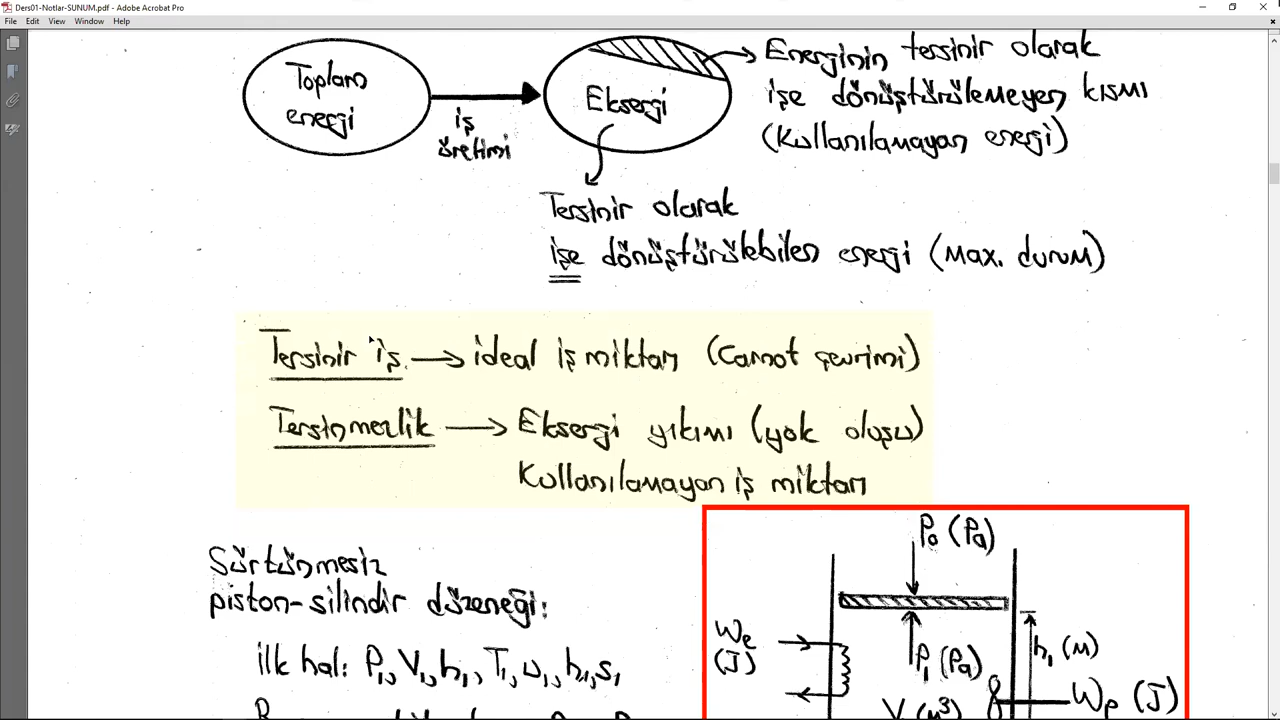 Ders01-Notlar-SUNUM.pdf - Adobe Acrobat Pro
File Edit View Window Help
Toplam
enerji
iş
üretimi
Eksergi
Enerjinin tersinir olarak
işe dönüştürülemeyen kısmı
(Kullanılamayan enerji)
Tersinir olarak
işe dönüştürülebilen enerji (Max. durum)
Tersinir iş → ideal iş miktarı (Carnot çevrimi)
Tersinmezlik → Eksergi yıkımı (yok oluşu)
Kullanılamayan iş miktarı
Sürtünmesiz
piston-silindir düzeneği:
ilk hal: P₁, V₁, h₁, T₁, u₁, h₁, s₁
P₀ (Pa)
We
(J)
P₁ (Pa)
h₁ (m)
Wp (J)